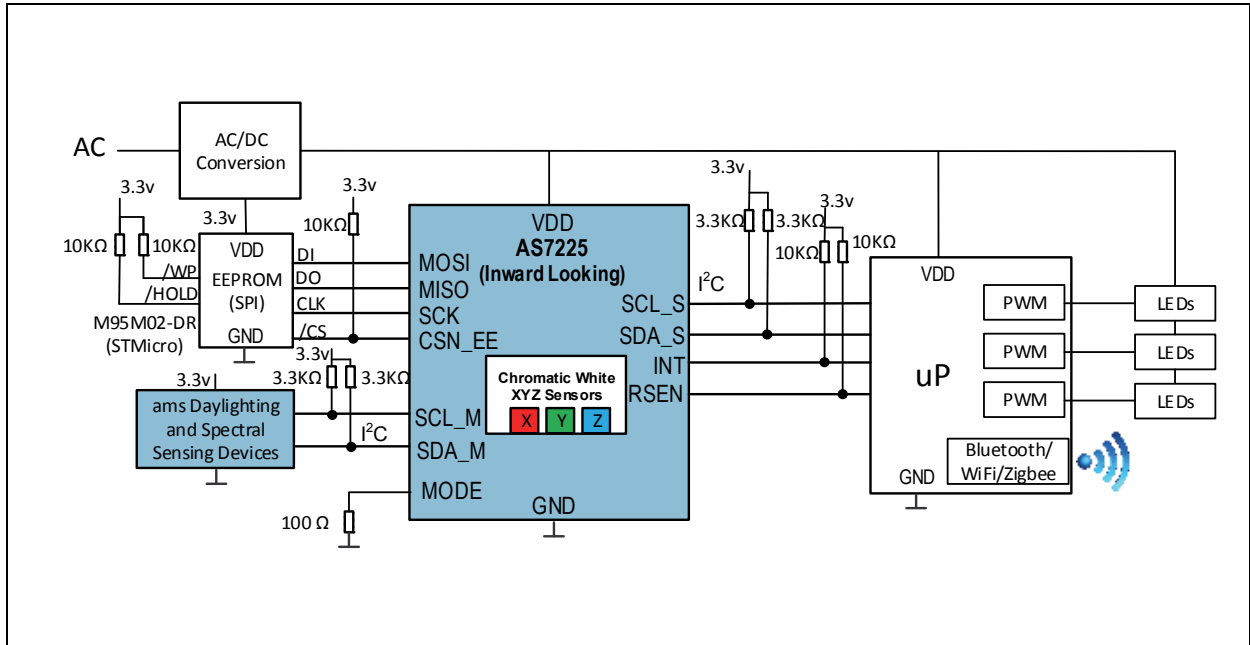 AC
AC/DC
Conversion
3.3v
3.3v
10KΩ
10KΩ
/WP
/HOLD
VDD
EEPROM
(SPI)
GND
M95M02-DR
(STMicro)
DI
DO
CLK
/CS
3.3v
10KΩ
3.3v
3.3KΩ
3.3KΩ
3.3v
ams Daylighting
and Spectral
Sensing Devices
I²C
100 Ω
VDD
AS7225
(Inward Looking)
MOSI
MISO
SCK
CSN_EE
SCL_M
SDA_M
MODE
GND
Chromatic White
XYZ Sensors
X Y Z
SCL_S
SDA_S
INT
RSEN
I²C
3.3v
3.3KΩ
3.3KΩ
3.3v
10KΩ
10KΩ
VDD
uP
GND
PWM
PWM
PWM
Bluetooth/
WiFi/Zigbee
LEDs
LEDs
LEDs